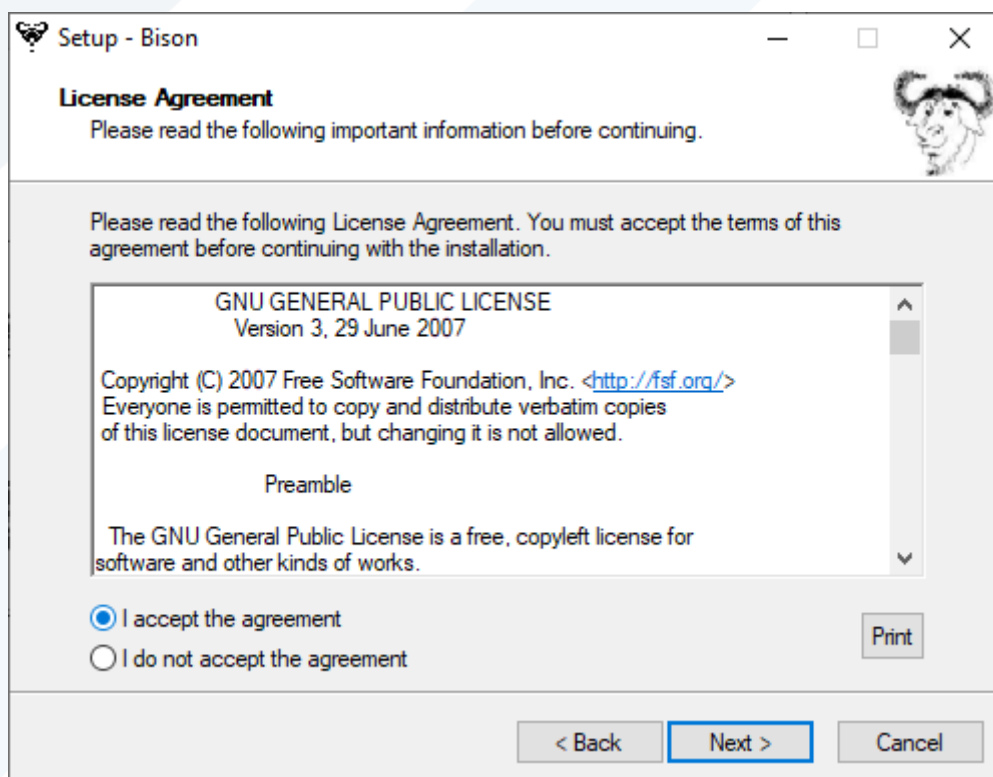 Setup - Bison
License Agreement
Please read the following important information before continuing.
Please read the following License Agreement. You must accept the terms of this
agreement before continuing with the installation.
GNU GENERAL PUBLIC LICENSE
Version 3, 29 June 2007
Copyright (C) 2007 Free Software Foundation, Inc. <http://fsf.org/>
Everyone is permitted to copy and distribute verbatim copies
of this license document, but changing it is not allowed.
Preamble
The GNU General Public License is a free, copyleft license for
software and other kinds of works.
I accept the agreement
I do not accept the agreement
Print
< Back
Next >
Cancel